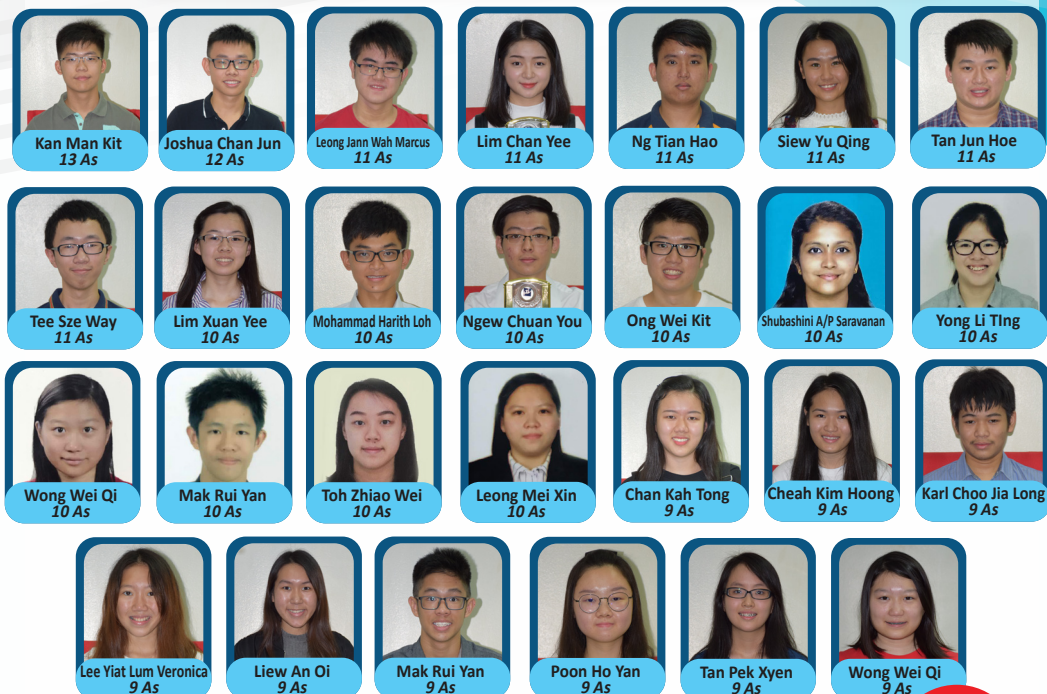 Kan Man Kit
13 As
Joshua Chan Jun
12 As
Leong Jann Wah Marcus
11 As
Lim Chan Yee
11 As
Ng Tian Hao
11 As
Siew Yu Qing
11 As
Tan Jun Hoe
11 As
Tee Sze Way
11 As
Lim Xuan Yee
10 As
Mohammad Harith Loh
10 As
Ngew Chuan You
10 As
Ong Wei Kit
10 As
Shubashini A/P Saravanan
10 As
Yong Li TIng
10 As
Wong Wei Qi
10 As
Mak Rui Yan
10 As
Toh Zhiao Wei
10 As
Leong Mei Xin
10 As
Chan Kah Tong
9 As
Cheah Kim Hoong
9 As
Karl Choo Jia Long
9 As
Lee Yiat Lum Veronica
9 As
Liew An Oi
9 As
Mak Rui Yan
9 As
Poon Ho Yan
9 As
Tan Pek Xyen
9 As
Wong Wei Qi
9 As